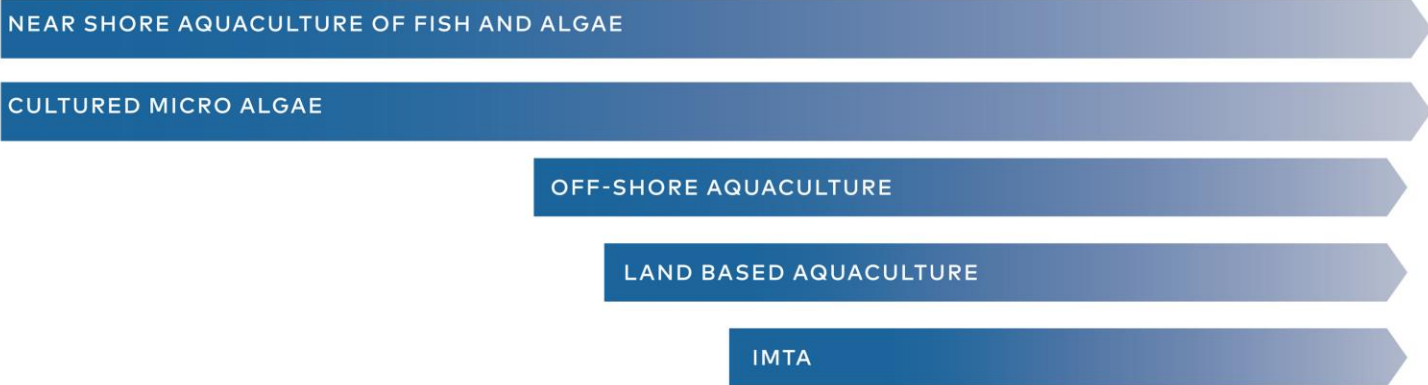 NEAR SHORE AQUACULTURE OF FISH AND ALGAE
CULTURED MICRO ALGAE
OFF-SHORE AQUACULTURE
LAND BASED AQUACULTURE
IMTA